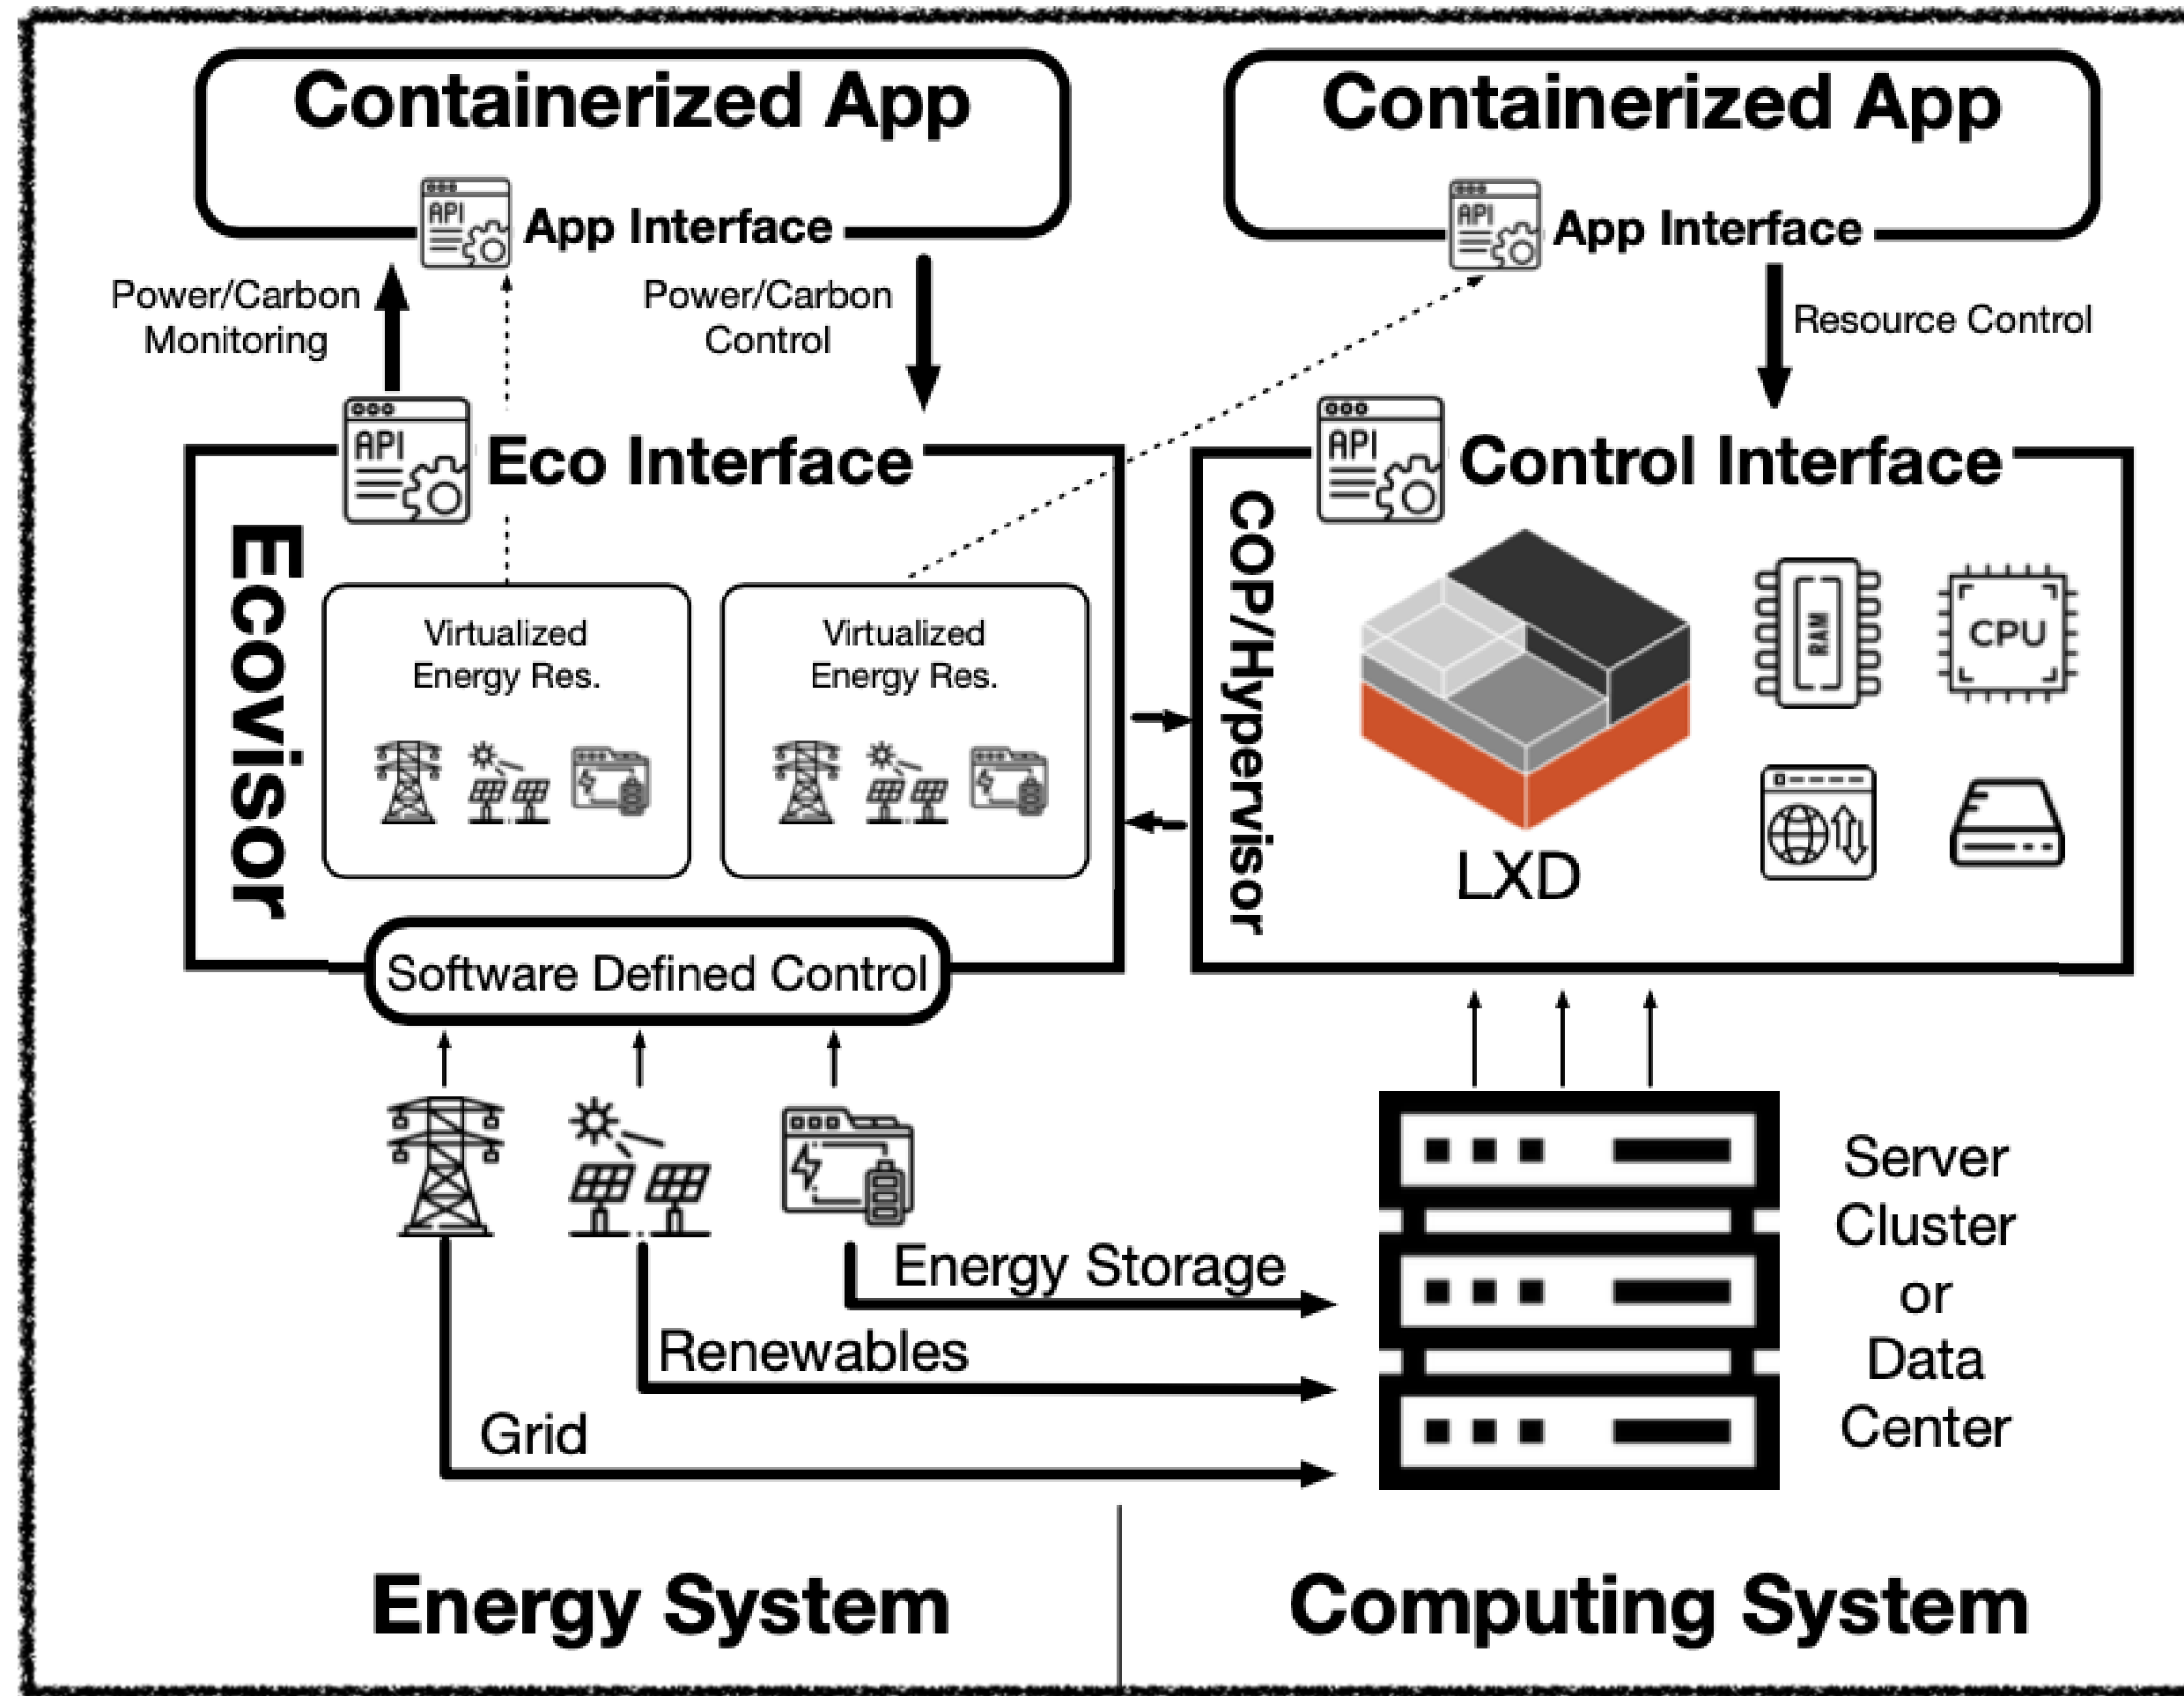 Containerized App
API
App Interface
Containerized App
API
App Interface
Power/Carbon
Monitoring
Power/Carbon
Control
Resource Control
API
Eco Interface
API
Control Interface
Ecovisor
Virtualized
Energy Res.
Virtualized
Energy Res.
COP/Hypervisor
LXD
RAM
CPU
Software Defined Control
Energy Storage
Renewables
Grid
Server
Cluster
or
Data
Center
Energy System
Computing System